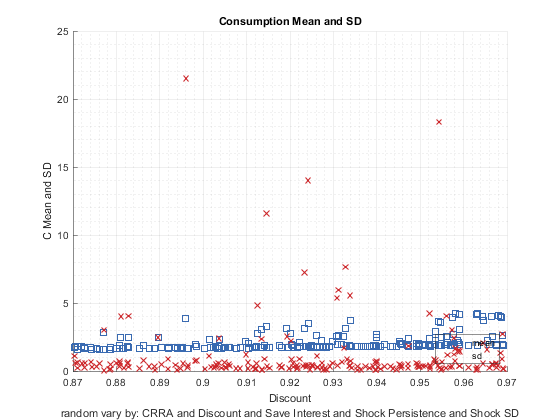 Consumption Mean and SD
25
20
15
10
5
0
C Mean and SD
sd
0.87 0.88 0.89 0.9 0.91 0.92 0.93 0.94 0.95 0.96 0.97
Discount
random vary by: CRRA and Discount and Save Interest and Shock Persistence and Shock SD